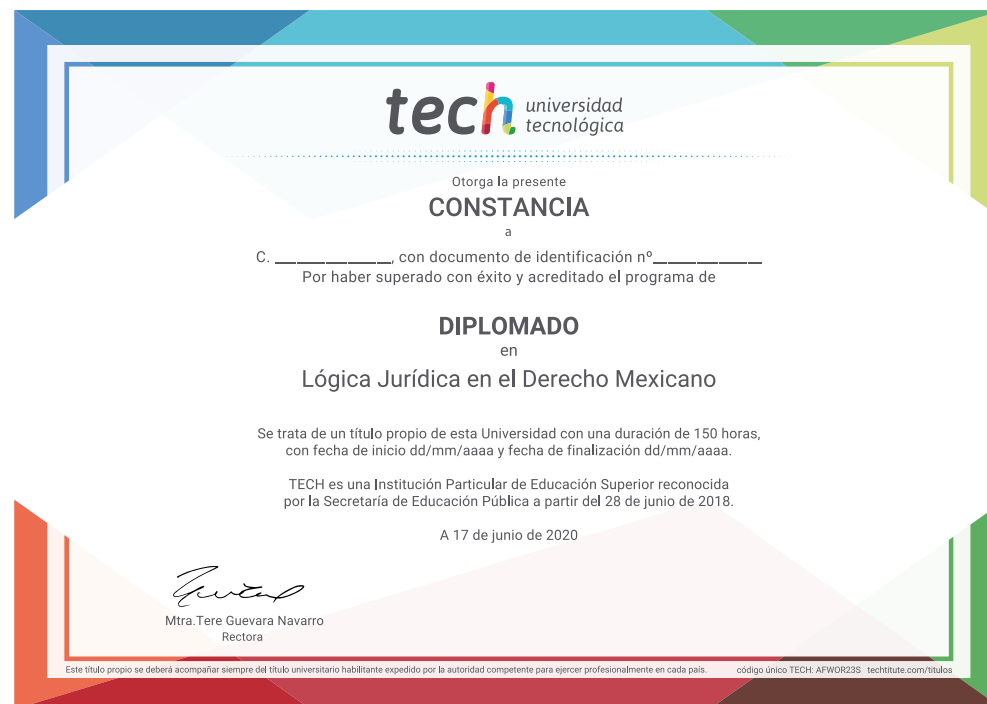 tech universidad
tecnológica
Otorga la presente
CONSTANCIA
a
C. ______________, con documento de identificación nº_____________
Por haber superado con éxito y acreditado el programa de
DIPLOMADO
en
Lógica Jurídica en el Derecho Mexicano
Se trata de un título propio de esta Universidad con una duración de 150 horas,
con fecha de inicio dd/mm/aaaa y fecha de finalización dd/mm/aaaa.
TECH es una Institución Particular de Educación Superior reconocida
por la Secretaría de Educación Pública a partir del 28 de junio de 2018.
A 17 de junio de 2020
Mtra.Tere Guevara Navarro
Rectora
Este título propio se deberá acompañar siempre del título universitario habilitante expedido por la autoridad competente para ejercer profesionalmente en cada país. código único TECH: AFWOR23S techtitute.com/titulos